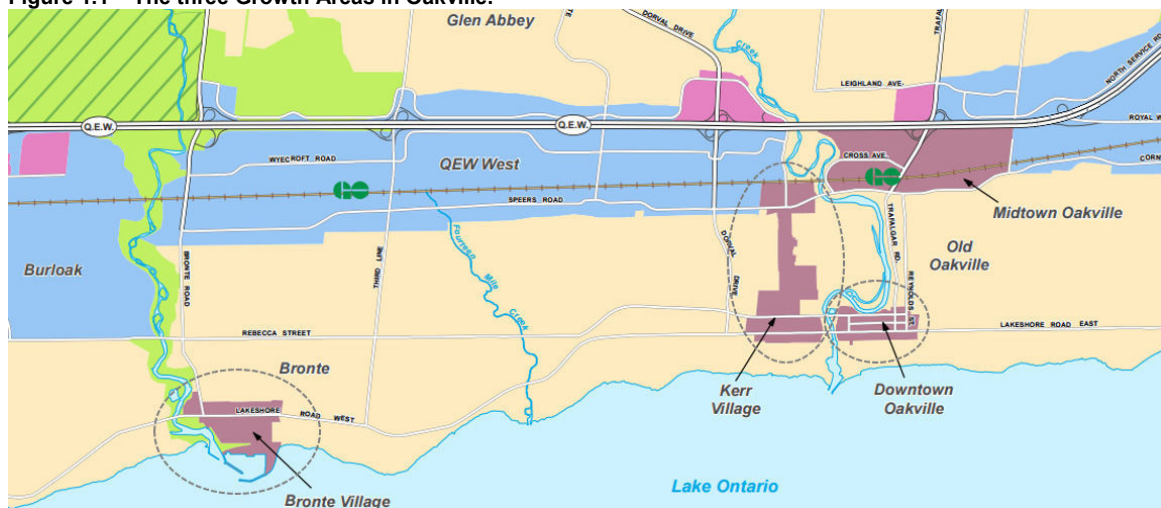 Figure 1.1 – The three Growth Areas in Oakville.
Glen Abbey
DORVAL DRIVE
Creek
LEIGHLAND AVE.
NORTH SERVICE RD
Q.E.W.
Q.E.W.
ROYAL W
WYECROFT ROAD
QEW West
CROSS AVE.
CORN
GO
GO
SPEERS ROAD
Midtown Oakville
Fourteen Mile Creek
TRAFALGAR RD.
Old
Oakville
Burloak
BRONTE ROAD
THIRD LINE
DORVAL DRIVE
REYNOLDS ST.
REBECCA STREET
LAKESHORE ROAD EAST
Bronte
Kerr
Village
Downtown
Oakville
LAKESHORE ROAD WEST
Lake Ontario
Bronte Village